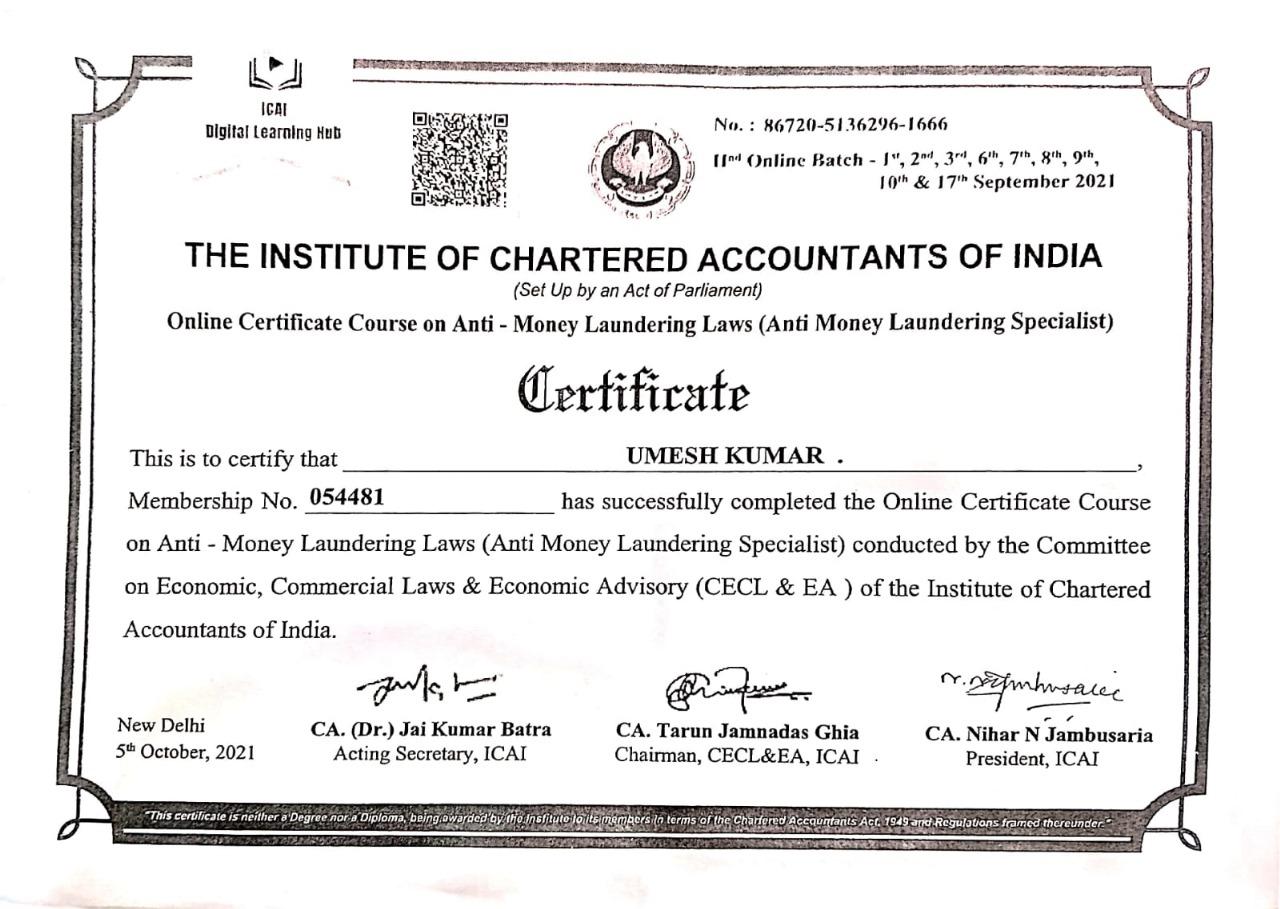 ICAI
Digital Learning Hub
No. : 86720-5136296-1666
IInd Online Batch - 1st, 2nd, 3rd, 6th, 7th, 8th, 9th,
10th & 17th September 2021
THE INSTITUTE OF CHARTERED ACCOUNTANTS OF INDIA
(Set Up by an Act of Parliament)
Online Certificate Course on Anti - Money Laundering Laws (Anti Money Laundering Specialist)
Certificate
This is to certify that UMESH KUMAR . ,
Membership No. 054481 has successfully completed the Online Certificate Course
on Anti - Money Laundering Laws (Anti Money Laundering Specialist) conducted by the Committee
on Economic, Commercial Laws & Economic Advisory (CECL & EA ) of the Institute of Chartered
Accountants of India.
New Delhi
5th October, 2021
CA. (Dr.) Jai Kumar Batra
Acting Secretary, ICAI
CA. Tarun Jamnadas Ghia
Chairman, CECL&EA, ICAI
CA. Nihar N Jambusaria
President, ICAI
"This certificate is neither a Degree nor a Diploma, being awarded by the Institute to its members in terms of the Chartered Accountants Act, 1949 and Regulations framed thereunder."